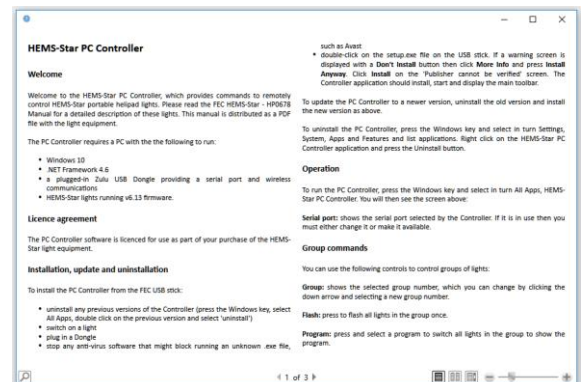 HEMS-Star PC Controller
Welcome
Welcome to the HEMS-Star PC Controller, which provides commands to remotely
control HEMS-Star portable helipad lights. Please read the FEC HEMS-Star - HP0678
Manual for a detailed description of these lights. This manual is distributed as a PDF
file with the light equipment.
The PC Controller requires a PC with the the following to run:
• Windows 10
• .NET Framework 4.6
• a plugged-in Zulu USB Dongle providing a serial port and wireless
communications
• HEMS-Star lights running v6.13 firmware.
Licence agreement
The PC Controller software is licenced for use as part of your purchase of the HEMS-
Star light equipment.
Installation, update and uninstallation
To install the PC Controller from the FEC USB stick:
• uninstall any previous versions of the Controller (press the Windows key, select
All Apps, double click on the previous version and select 'uninstall')
• switch on a light
• plug in a Dongle
• stop any anti-virus software that might block running an unknown .exe file,
such as Avast
• double-click on the setup.exe file on the USB stick. If a warning screen is
displayed with a Don't Install button then click More Info and press Install
Anyway. Click Install on the 'Publisher cannot be verified' screen. The
Controller application should install, start and display the main toolbar.
To update the PC Controller to a newer version, uninstall the old version and install
the new version as above.
To uninstall the PC Controller, press the Windows key and select in turn Settings,
System, Apps and Features and list applications. Right click on the HEMS-Star PC
Controller application and press the Uninstall button.
Operation
To run the PC Controller, press the Windows key and select in turn All Apps, HEMS-
Star PC Controller. You will then see the screen above:
Serial port: shows the serial port selected by the Controller. If it is in use then you
must either change it or make it available.
Group commands
You can use the following controls to control groups of lights:
Group: shows the selected group number, which you can change by clicking the
down arrow and selecting a new group number.
Flash: press to flash all lights in the group once.
Program: press and select a program to switch all lights in the group to show the
program.
1 of 3